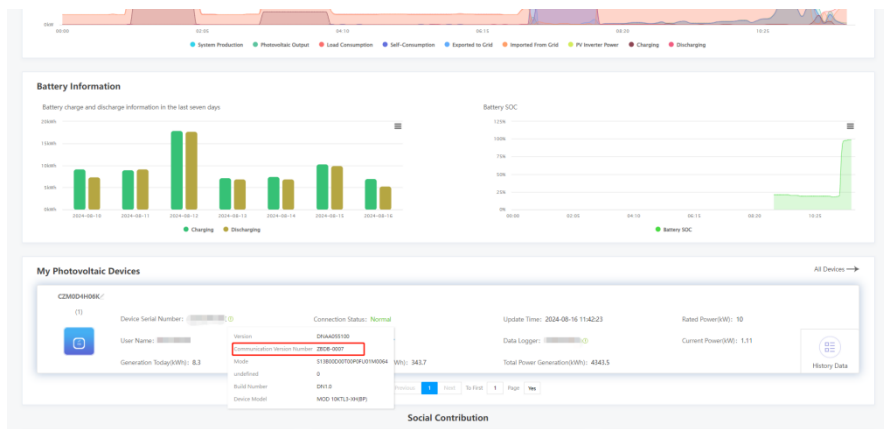 0kW
00:00 02:05 04:10 06:15 08:20 10:25
System Production Photovoltaic Output Load Consumption Self-Consumption Exported to Grid Imported From Grid PV Inverter Power Charging Discharging
Battery Information
Battery charge and discharge information in the last seven days
Battery SOC
20kWh
15kWh
10kWh
5kWh
0kWh
2024-08-10 2024-08-11 2024-08-12 2024-08-13 2024-08-14 2024-08-15 2024-08-16
Charging Discharging
125%
100%
75%
50%
25%
0%
00:00 02:05 04:10 06:15 08:20 10:25
Battery SOC
My Photovoltaic Devices
All Devices
CZM0D4H06K
(1)
Device Serial Number:
Connection Status: Normal
Update Time: 2024-08-16 11:42:23
Rated Power(kW): 10
User Name:
Data Logger:
Current Power(kW): 1.11
Generation Today(kWh): 8.3
Wh): 343.7
Total Power Generation(kWh): 4343.5
History Data
Version DNAA093100
Communication Version Number ZBDB-0007
Mode S13B00D00T00P0FU01M0064
undefined 0
Build Number DN1.0
Device Model MOD 10KTL3-XH(BP)
Previous 1 Next To First 1 Page Yes
Social Contribution